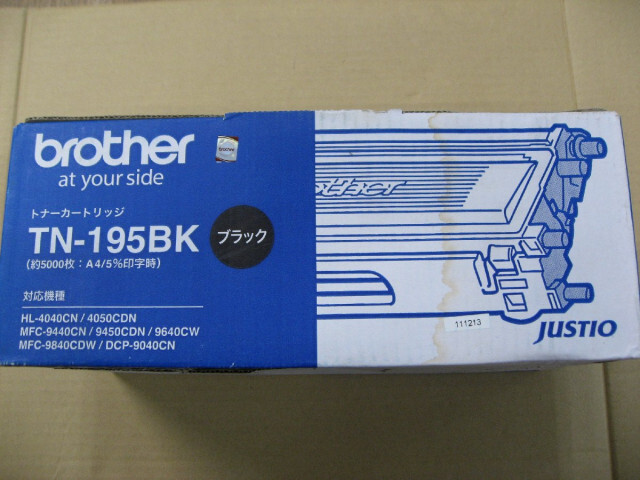 brother
at your side
トナーカートリッジ
TN-195BK
ブラック
(約5000枚：A4/5%印字時)
対応機種
HL-4040CN / 4050CDN
MFC-9440CN / 9450CDN / 9640CW
MFC-9840CDW / DCP-9040CN
brother
111213
JUSTIO